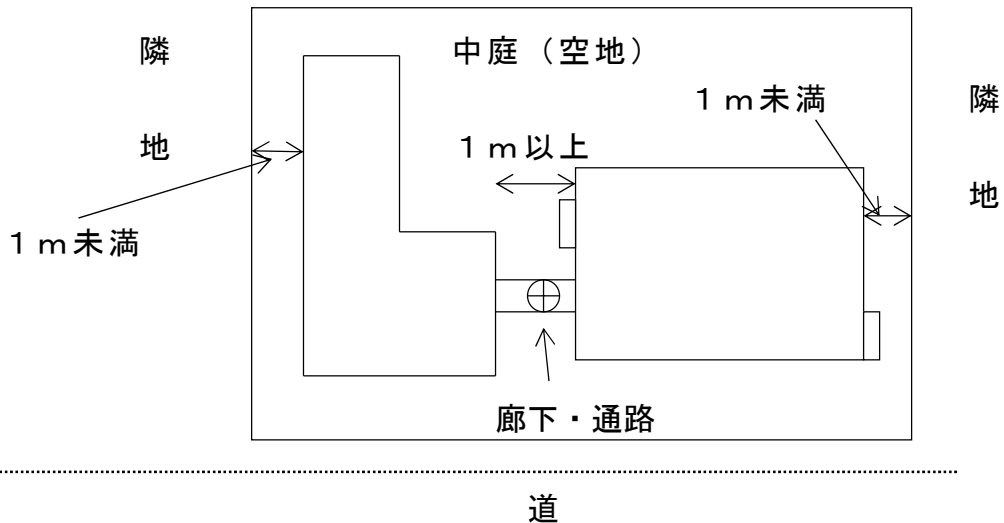 隣地
中庭（空地）
１ｍ未満
隣地
１ｍ以上
１ｍ未満
廊下・通路
道